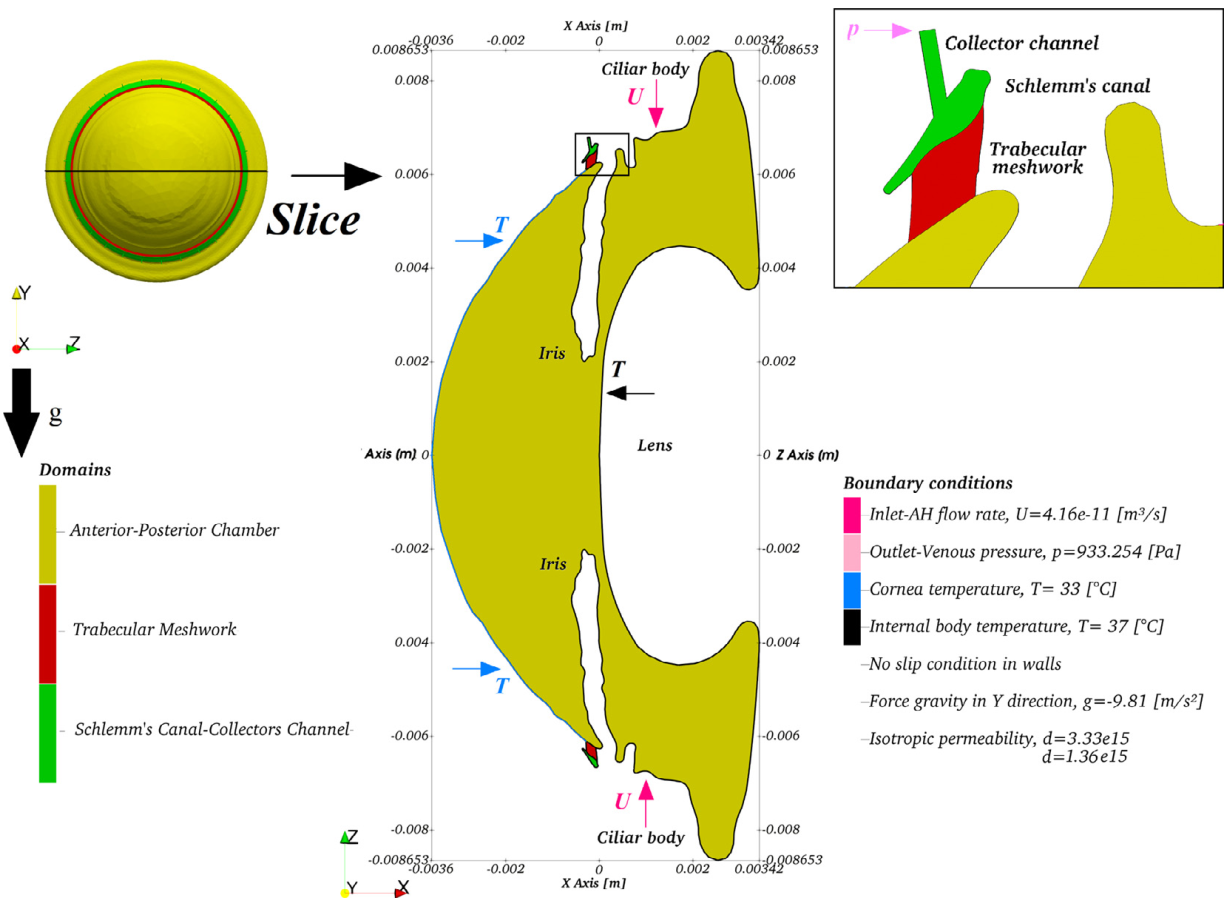 X Axis [m]
-0.0036 -0.002 0 0.002 0.00342
0.008653 0.008653
0.008 0.008
0.006 0.006
0.004 0.004
0.002 0.002
Axis (m) 0 0 Z Axis (m)
-0.002 -0.002
-0.004 -0.004
-0.006 -0.006
-0.008 -0.008
-0.008653 -0.008653
-0.0036 -0.002 0 0.002 0.00342
X Axis [m]
Ciliar body
U
T
Iris
T
Lens
Iris
T
U
Ciliar body
Slice
Y
X
Z
g
Z
Y
X
p
Collector channel
Schlemm's canal
Trabecular
meshwork
Domains
Anterior-Posterior Chamber
Trabecular Meshwork
Schlemm's Canal-Collectors Channel
Boundary conditions
Inlet-AH flow rate, U=4.16e-11 [m³/s]
Outlet-Venous pressure, p=933.254 [Pa]
Cornea temperature, T= 33 [°C]
Internal body temperature, T= 37 [°C]
No slip condition in walls
Force gravity in Y direction, g=-9.81 [m/s²]
Isotropic permeability, d=3.33e15
d=1.36e15